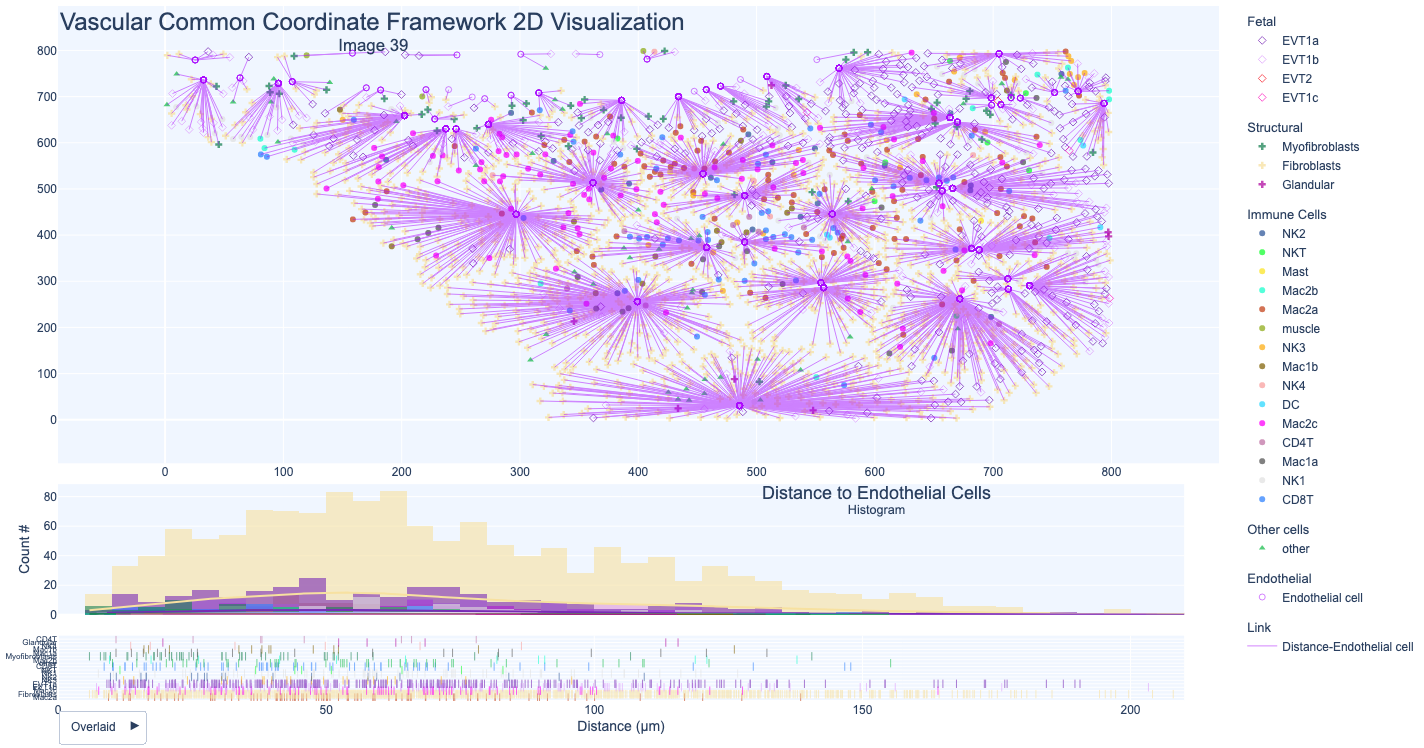 Vascular Common Coordinate Framework 2D Visualization
Image 39
800
700
600
500
400
300
200
100
0
0 100 200 300 400 500 600 700 800
Fetal
EVT1a
EVT1b
EVT2
EVT1c
Structural
Myofibroblasts
Fibroblasts
Glandular
Immune Cells
NK2
NKT
Mast
Mac2b
Mac2a
muscle
NK3
Mac1b
NK4
DC
Mac2c
CD4T
Mac1a
NK1
CD8T
Other cells
other
Endothelial
Endothelial cell
Link
Distance-Endothelial cell
Distance to Endothelial Cells
Histogram
Count #
80
60
40
20
0
CD4T
Glandular
Myofibroblasts
0 50 100 150 200
Distance (μm)
Overlaid ►